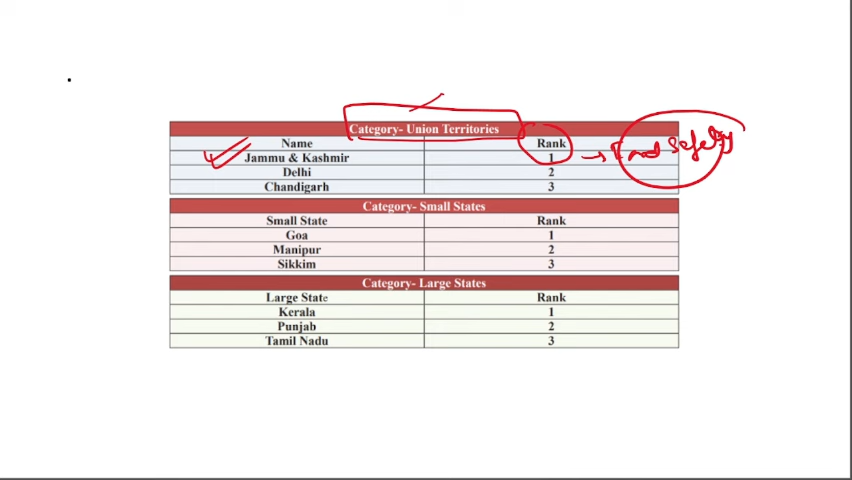 Category- Union Territories
Name Rank
Jammu & Kashmir 1
Delhi 2
Chandigarh 3
Food Safety
Category- Small States
Small State Rank
Goa 1
Manipur 2
Sikkim 3
Category- Large States
Large State Rank
Kerala 1
Punjab 2
Tamil Nadu 3